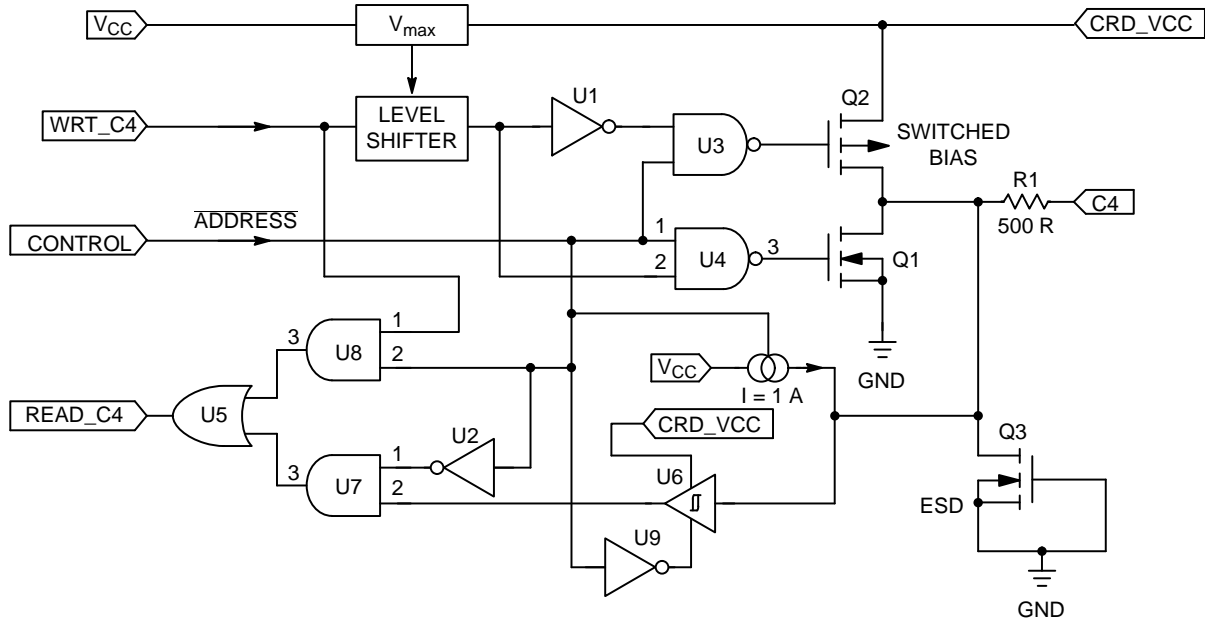 VCC
Vmax
CRD_VCC
WRT_C4
LEVEL
SHIFTER
U1
U3
Q2
SWITCHED
BIAS
R1
500 R
C4
ADDRESS
CONTROL
1
2
U4
3
Q1
GND
1
2
3
U8
VCC
I = 1 A
READ_C4
U5
CRD_VCC
Q3
U2
U6
1
2
3
U7
ESD
U9
GND